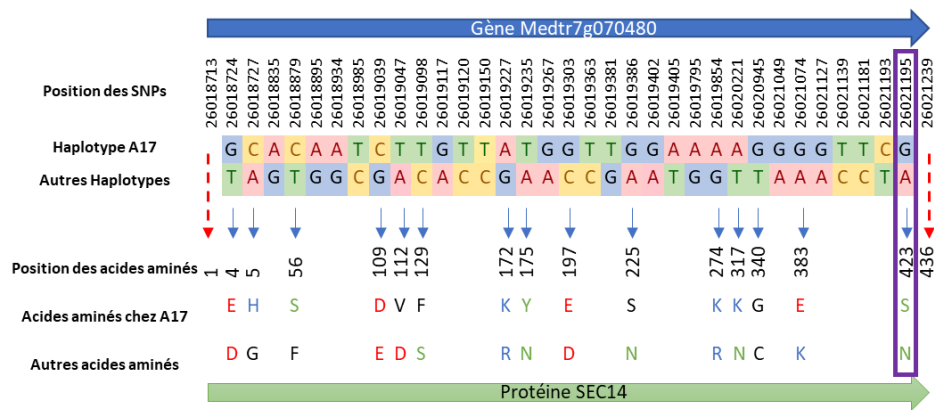 Gène Medtr7g070480
Position des SNPs 26018713 26018724 26018727 26018835 26018879 26018895 26018934 26018985 26019039 26019047 26019098 26019117 26019120 26019150 26019227 26019235 26019267 26019303 26019363 26019381 26019386 26019402 26019405 26019795 26019854 26020221 26020945 26021049 26021074 26021127 26021139 26021181 26021193 26021195 26021239
Haplotype A17 G C A C A A T C T T G T T A T G G T T G G A A A A G G G G T T C G
Autres Haplotypes T A G T G G C G A C A C C G A A C C G A A T G G T T A A A C C T A
Position des acides aminés 1 4 5 56 109 112 129 172 175 197 225 274 317 340 383 423 436
Acides aminés chez A17 E H S D V F K Y E S K K G E S
Autres acides aminés D G F E D S R N D N R N C K N
Protéine SEC14